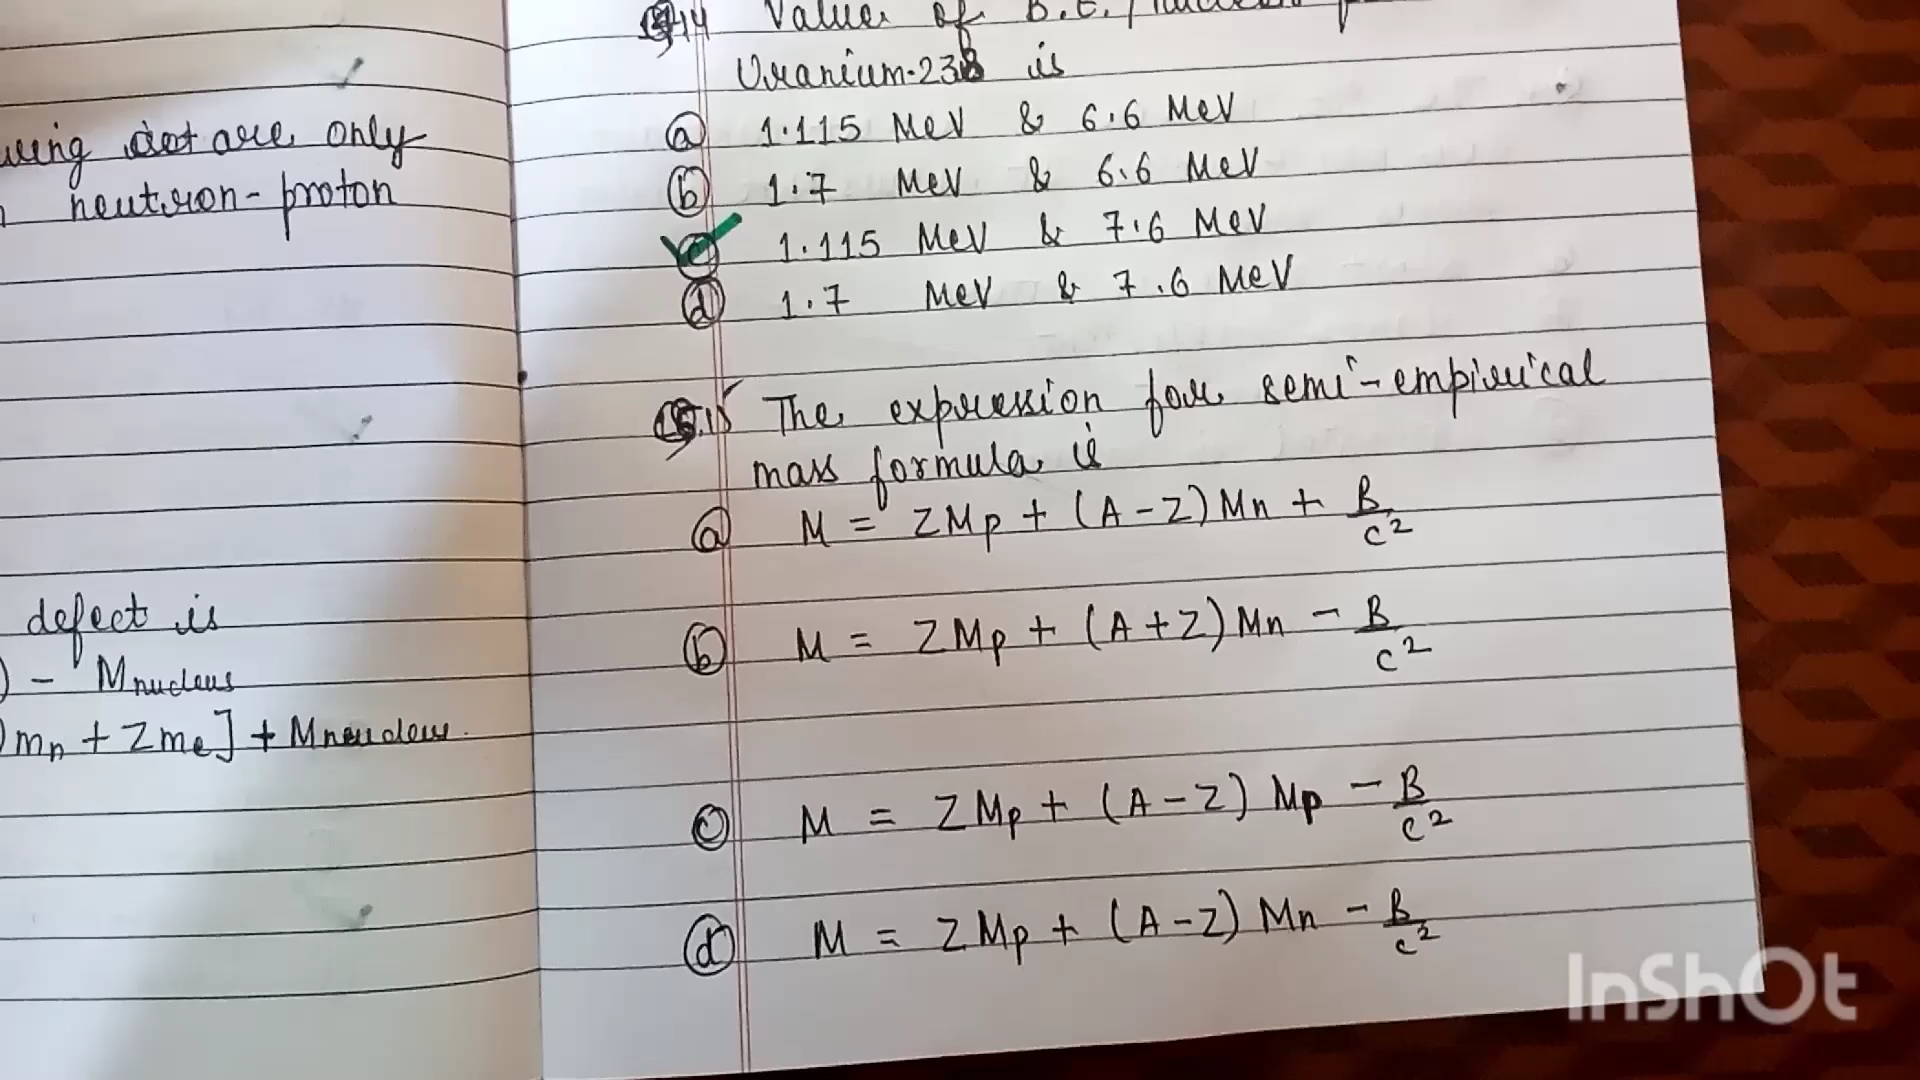 wing dot are only
neutron-proton
defect is
) - Mnucleus
) mn + Zme] + Mnucleus.
14 Value of B.E./
Uranium-238 is
(a) 1.115 MeV & 6.6 MeV
(b) 1.7 MeV & 6.6 MeV
(c) 1.115 MeV & 7.6 MeV
(d) 1.7 MeV & 7.6 MeV
15 The expression for semi-empirical
mass formula is
(a) M = ZMp + (A-Z)Mn + B/c²
(b) M = ZMp + (A+Z)Mn - B/c²
(c) M = ZMp + (A-Z) Mp - B/c²
(d) M = ZMp + (A-Z) Mn - B/c²
InShOt